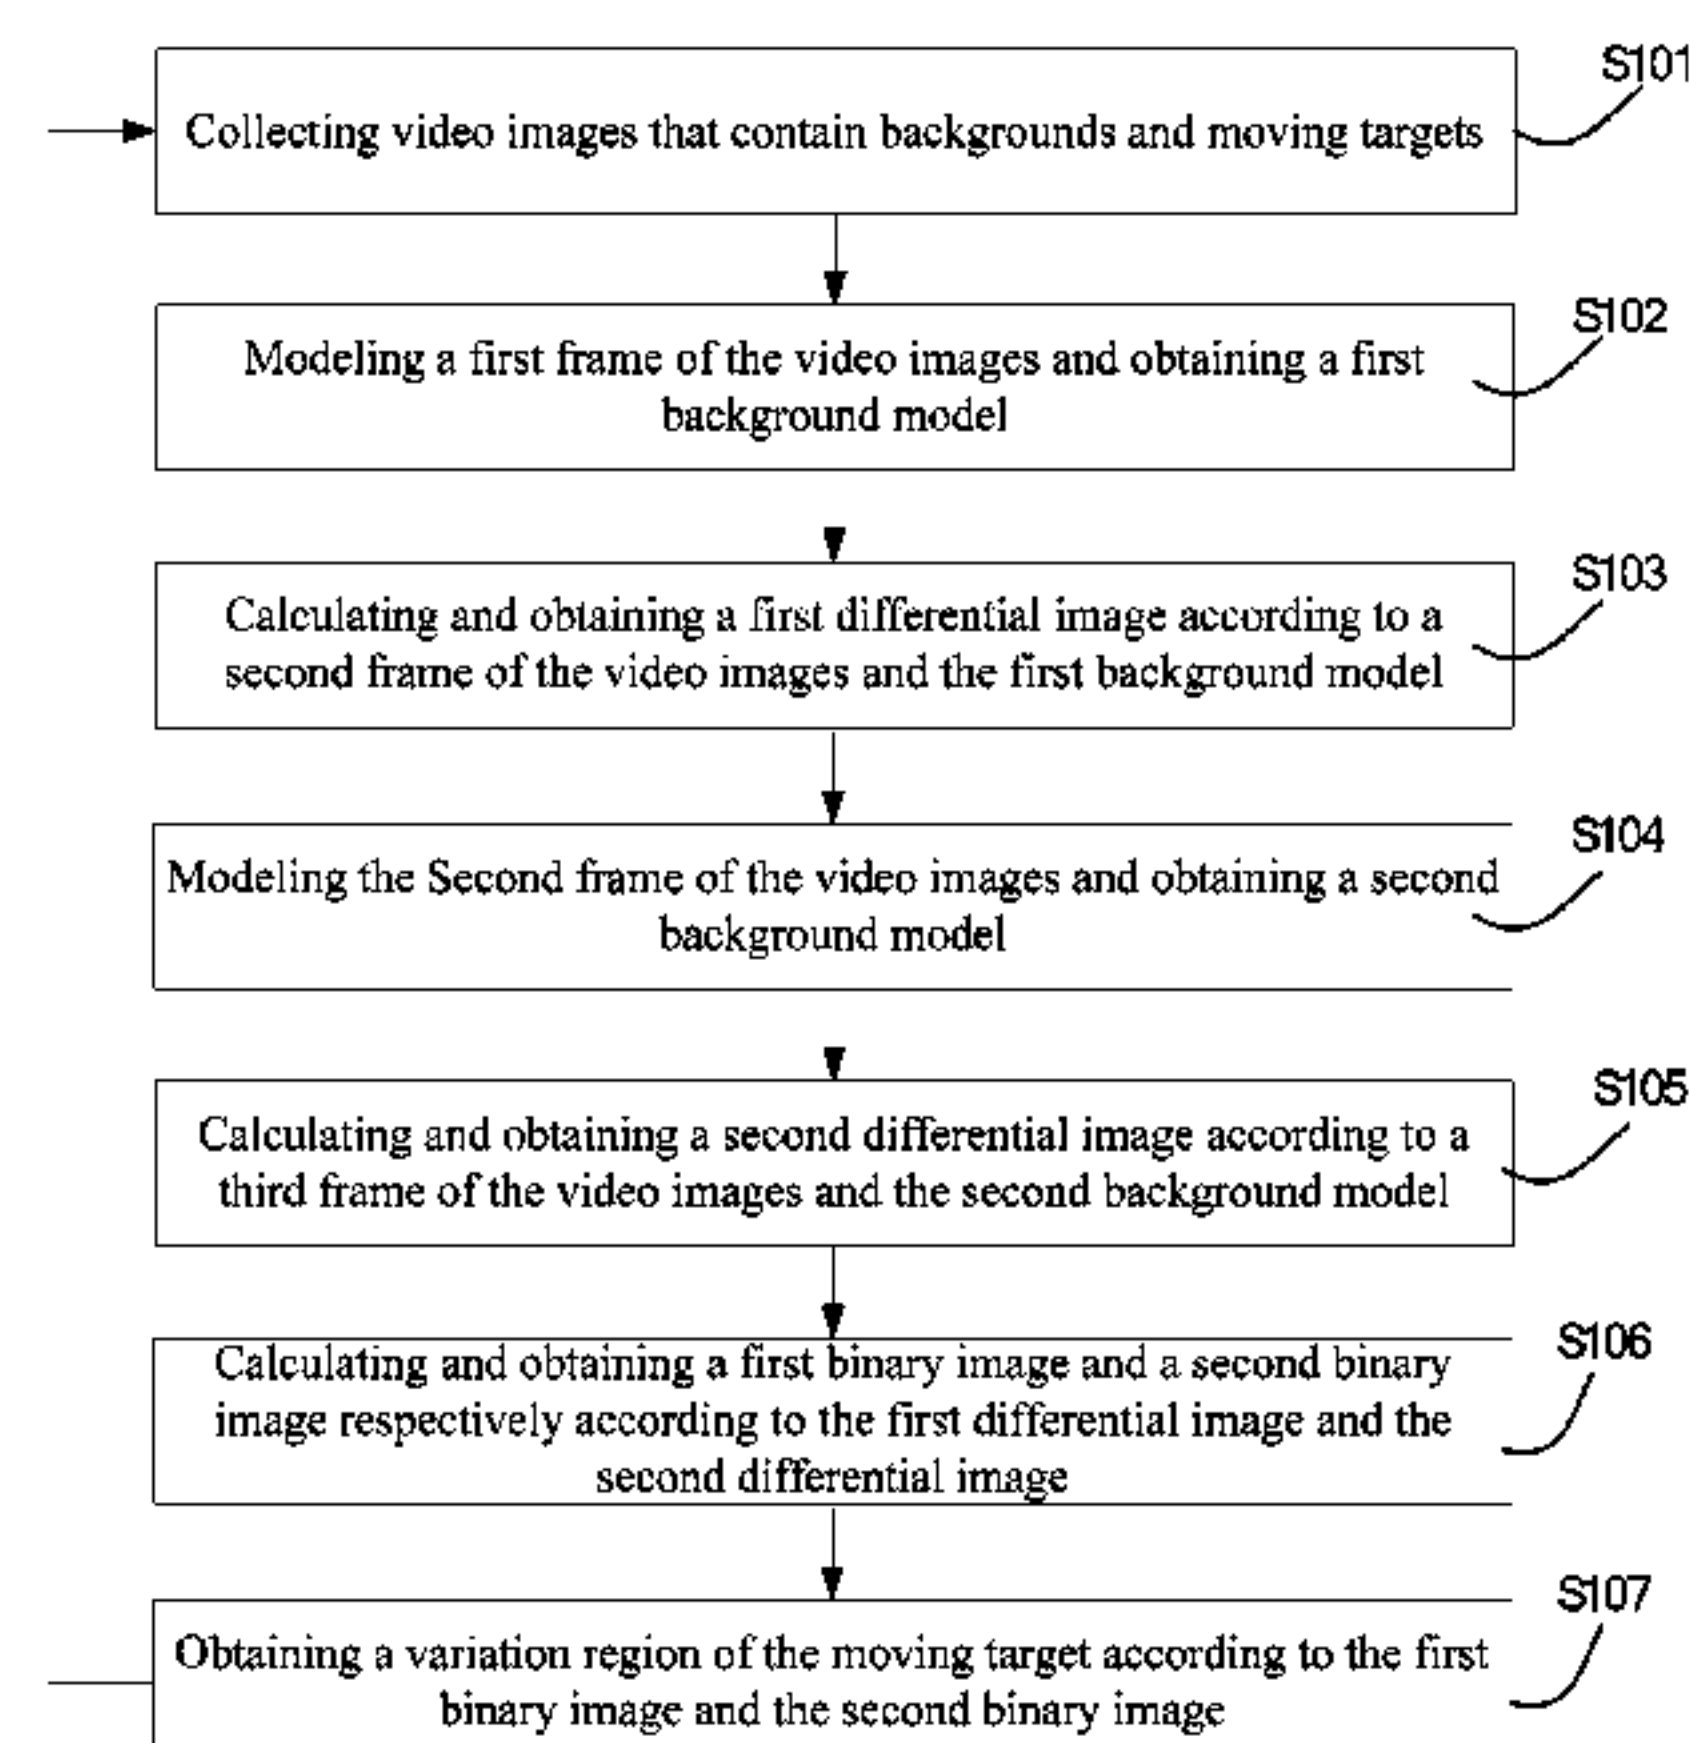 S101
Collecting video images that contain backgrounds and moving targets
S102
Modeling a first frame of the video images and obtaining a first
background model
S103
Calculating and obtaining a first differential image according to a
second frame of the video images and the first background model
S104
Modeling the Second frame of the video images and obtaining a second
background model
S105
Calculating and obtaining a second differential image according to a
third frame of the video images and the second background model
S106
Calculating and obtaining a first binary image and a second binary
image respectively according to the first differential image and the
second differential image
S107
Obtaining a variation region of the moving target according to the first
binary image and the second binary image